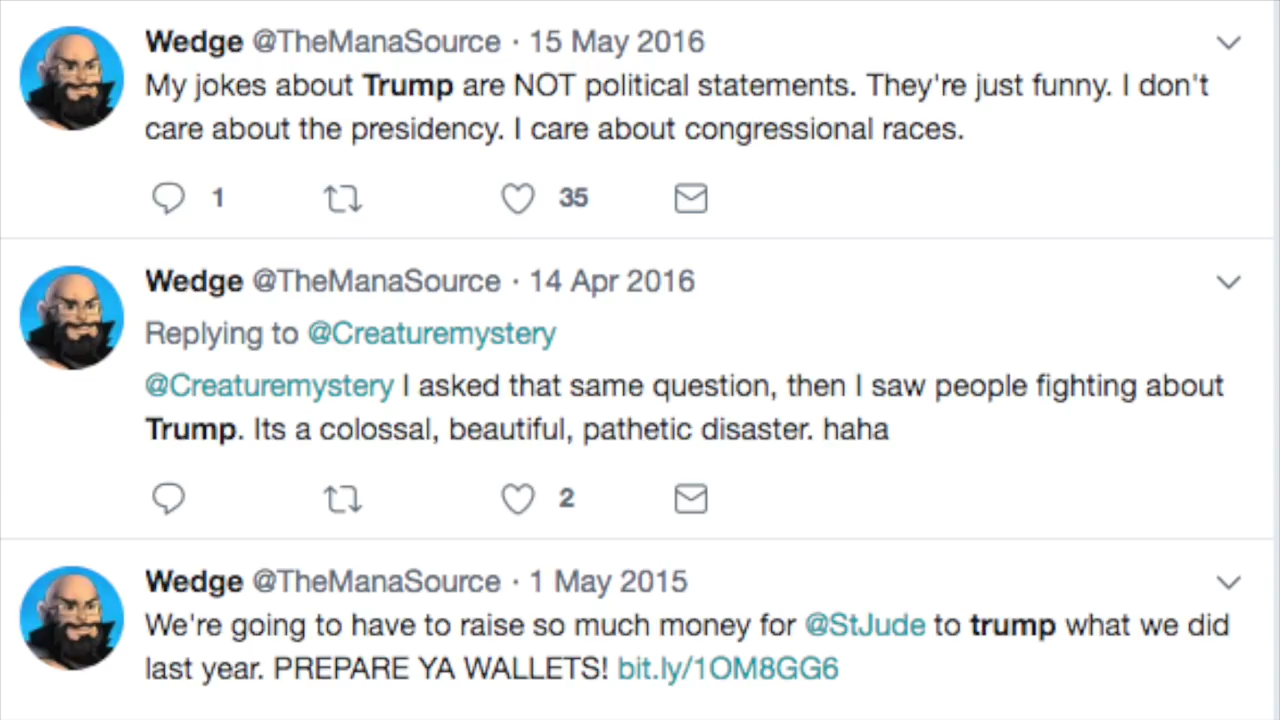 Wedge @TheManaSource · 15 May 2016
My jokes about Trump are NOT political statements. They're just funny. I don't
care about the presidency. I care about congressional races.
1 35
Wedge @TheManaSource · 14 Apr 2016
Replying to @Creaturemystery
@Creaturemystery I asked that same question, then I saw people fighting about
Trump. Its a colossal, beautiful, pathetic disaster. haha
2
Wedge @TheManaSource · 1 May 2015
We're going to have to raise so much money for @StJude to trump what we did
last year. PREPARE YA WALLETS! bit.ly/1OM8GG6